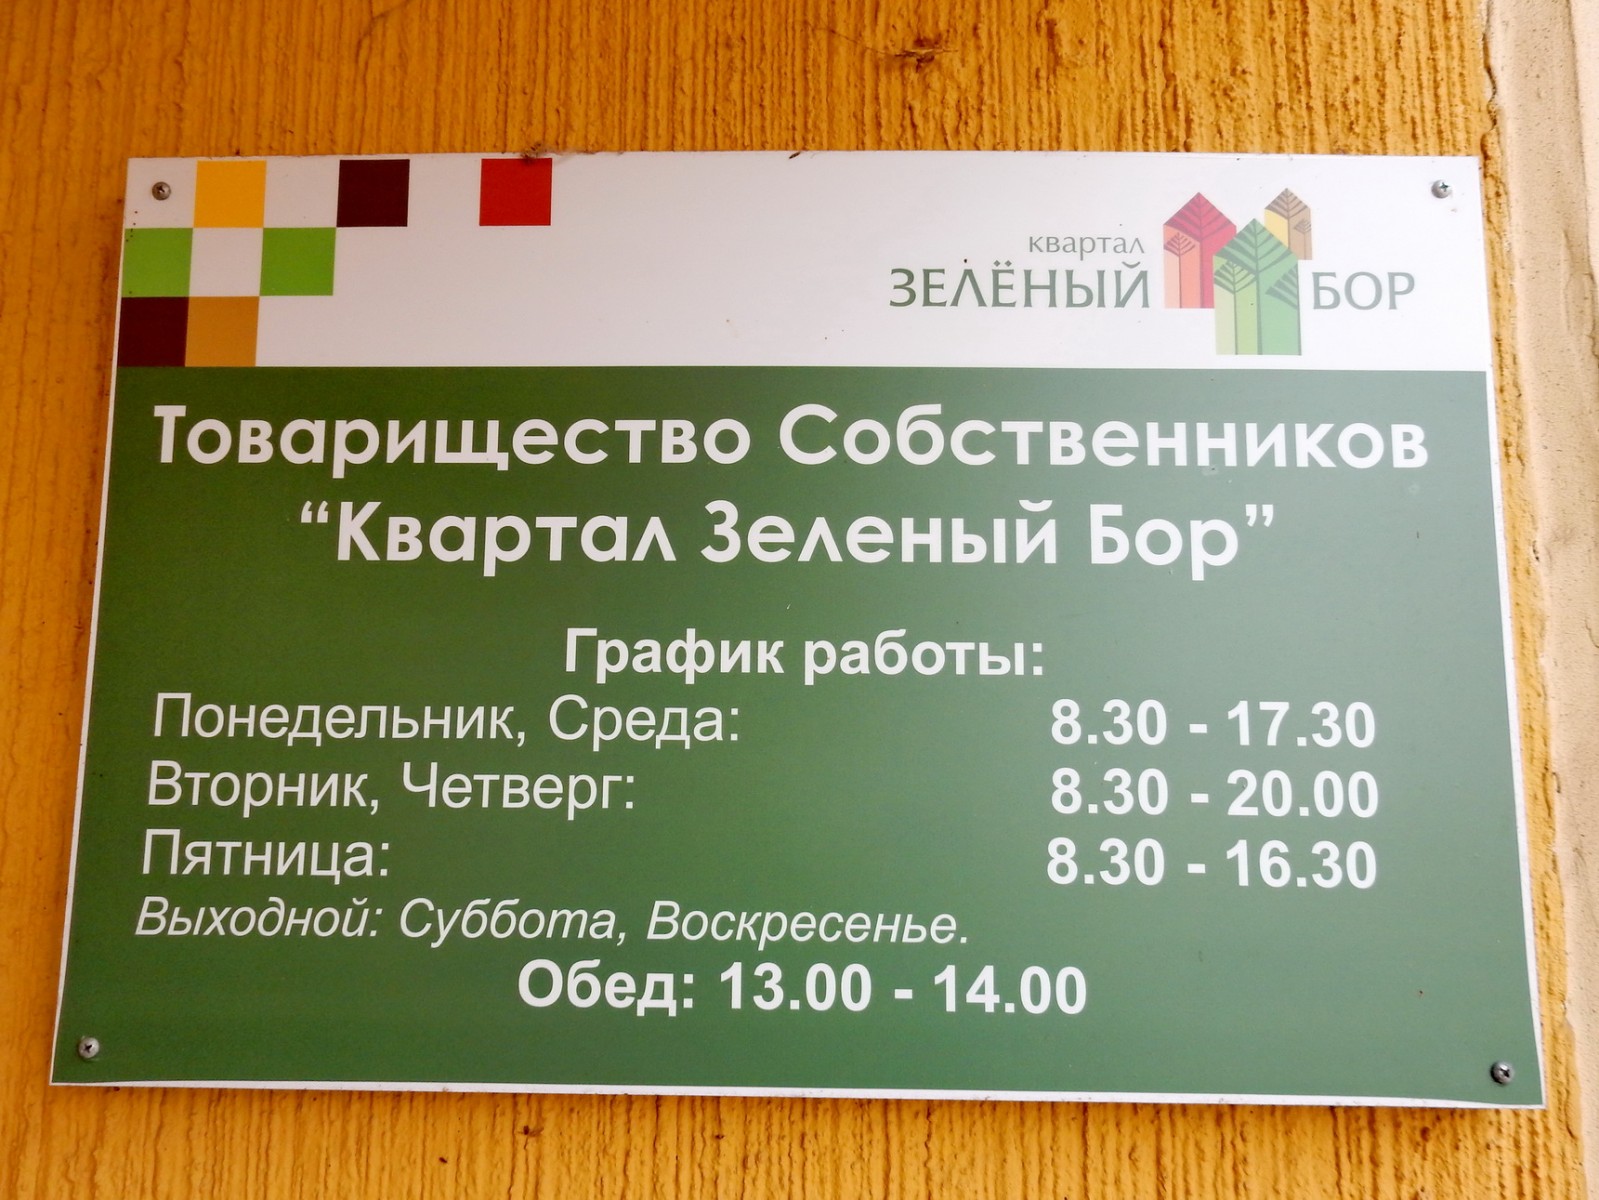 квартал
ЗЕЛЁНЫЙ БОР
Товарищество Собственников
“Квартал Зеленый Бор”
График работы:
Понедельник, Среда: 8.30 - 17.30
Вторник, Четверг: 8.30 - 20.00
Пятница: 8.30 - 16.30
Выходной: Суббота, Воскресенье.
Обед: 13.00 - 14.00